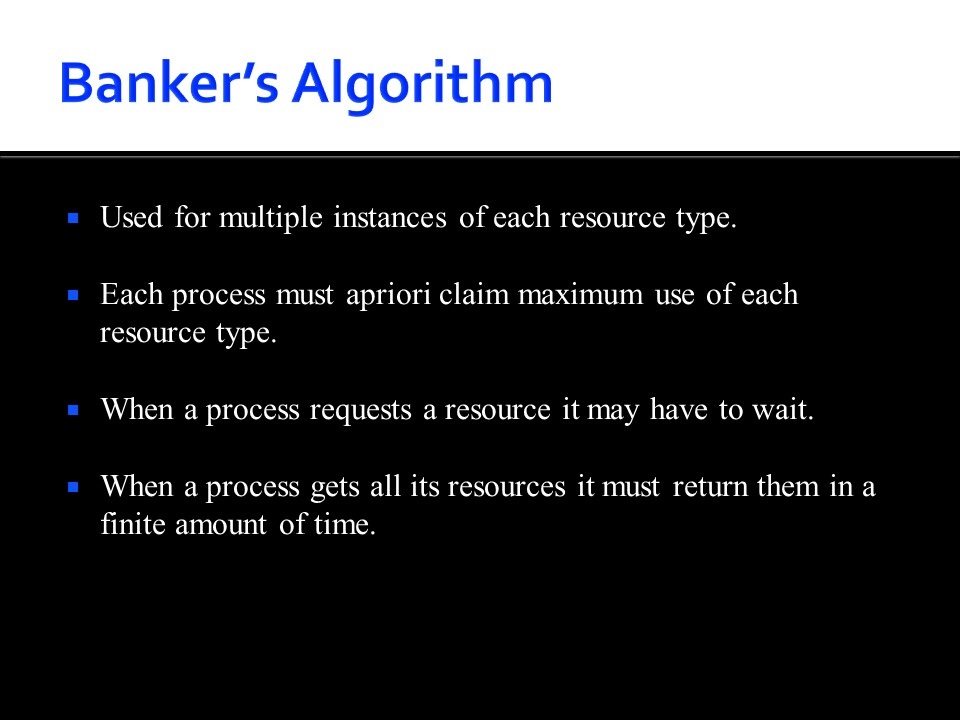 Banker’s Algorithm
▪ Used for multiple instances of each resource type.
▪ Each process must apriori claim maximum use of each
resource type.
▪ When a process requests a resource it may have to wait.
▪ When a process gets all its resources it must return them in a
finite amount of time.